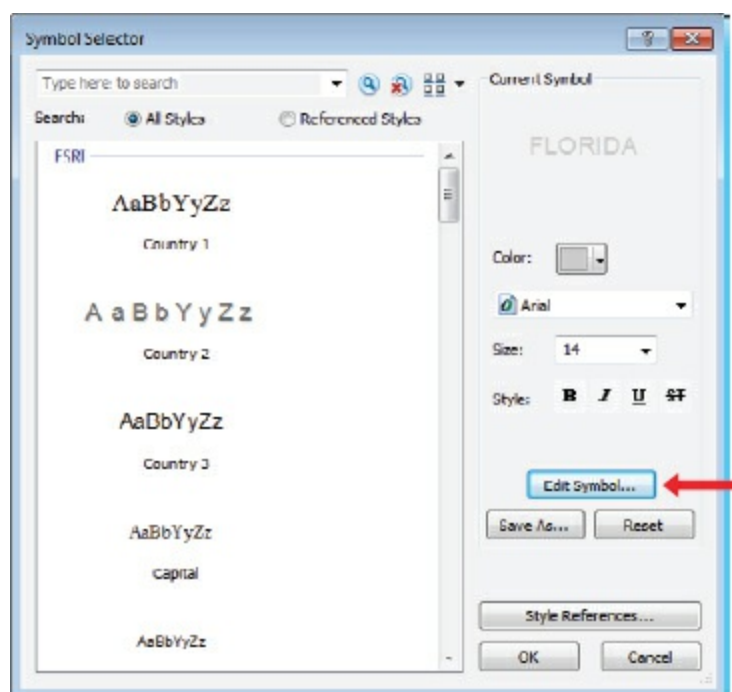 Symbol Selector
Type here to search
Search: All Styles Referenced Styles
ESRI
AaBbYyZz
Country 1
AaBbYyZz
Country 2
AaBbYyZz
Country 3
AaBbYyZz
Capital
AaBbYyZz
Current Symbol
FLORIDA
Color:
Arial
Size: 14
Style: B I U ST
Edit Symbol...
Save As... Reset
Style References...
OK Cancel